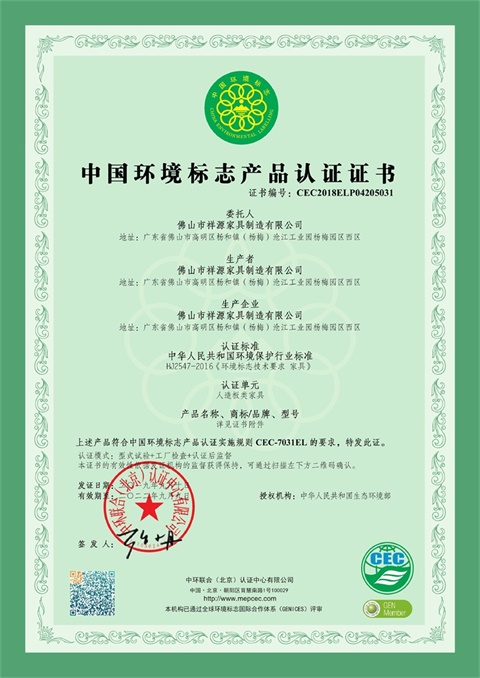 中国环境标志
CHINA ENVIRONMENTAL LABELLING
中国环境标志产品认证证书
证书编号：CEC2018ELP04205031
委托人
佛山市祥源家具制造有限公司
地址：广东省佛山市高明区杨和镇（杨梅）沧江工业园杨梅园区西区
生产者
佛山市祥源家具制造有限公司
地址：广东省佛山市高明区杨和镇（杨梅）沧江工业园杨梅园区西区
生产企业
佛山市祥源家具制造有限公司
地址：广东省佛山市高明区杨和镇（杨梅）沧江工业园杨梅园区西区
认证标准
中华人民共和国环境保护行业标准
HJ2547-2016《环境标志技术要求 家具》
认证单元
人造板类家具
产品名称、商标/品牌、型号
详见证书附件
上述产品符合中国环境标志产品认证实施规则 CEC-7031EL 的要求，特发此证。
认证模式：型式试验+工厂检查+认证后监督
本证书的有效性依据发证机构的监督获得保持，可通过扫描左下方二维码确认。
发证日期：
有效期至：二〇二二年九月九日
授权机构：中华人民共和国生态环境部
中环联合（北京）认证中心有限公司
签发人：
CEC
GEN
Member
中环联合（北京）认证中心有限公司
中国·北京·朝阳区育慧南路1号100029
http://www.mepcec.com
本机构已通过全球环境标志国际合作体系（GENICES）评审